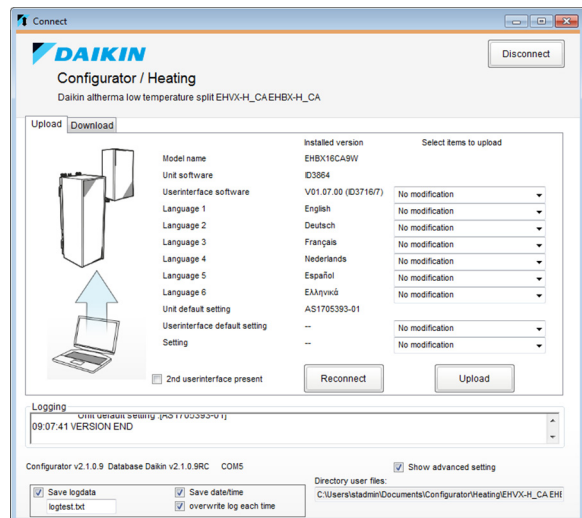 Connect
DAIKIN
Disconnect
Configurator / Heating
Daikin altherma low temperature split EHVX-H_CAEHBX-H_CA
Upload Download
Installed version Select items to upload
Model name EHBX16CA9W
Unit software ID3864
Userinterface software V01.07.00 (ID3716/7) No modification
Language 1 English No modification
Language 2 Deutsch No modification
Language 3 Français No modification
Language 4 Nederlands No modification
Language 5 Español No modification
Language 6 Ελληνικά No modification
Unit default setting AS1705393-01
Userinterface default setting -- No modification
Setting -- No modification
2nd userinterface present Reconnect Upload
Logging
Unit default setting :[AS1705393-01]
09:07:41 VERSION END
Configurator v2.1.0.9 Database Daikin v2.1.0.9RC COM5 Show advanced setting
Directory user files:
Save logdata Save date/time C:\Users\stadmin\Documents\Configurator\Heating\EHVX-H_CA
logtest.txt overwrite log each time